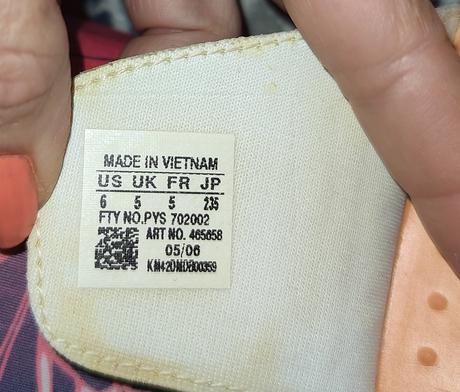 MADE IN VIETNAM
US UK FR JP
6 5 5 235
FTY NO.PYS 702002
ART NO. 465658
05/06
KM42DMDB00359